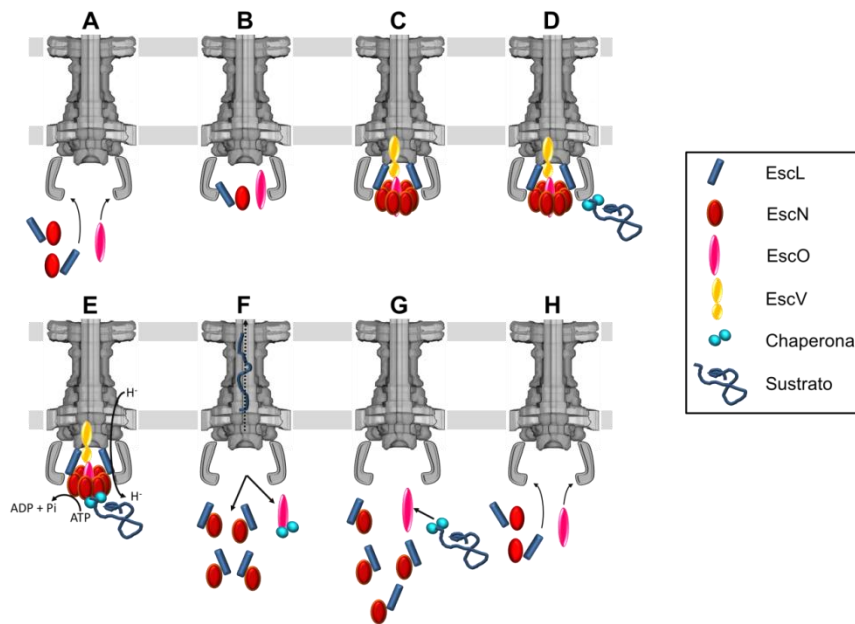 A B C D
EscL
EscN
EscO
EscV
Chaperona
Sustrato
E F G H
H⁻
H⁻
ADP + Pi
ATP